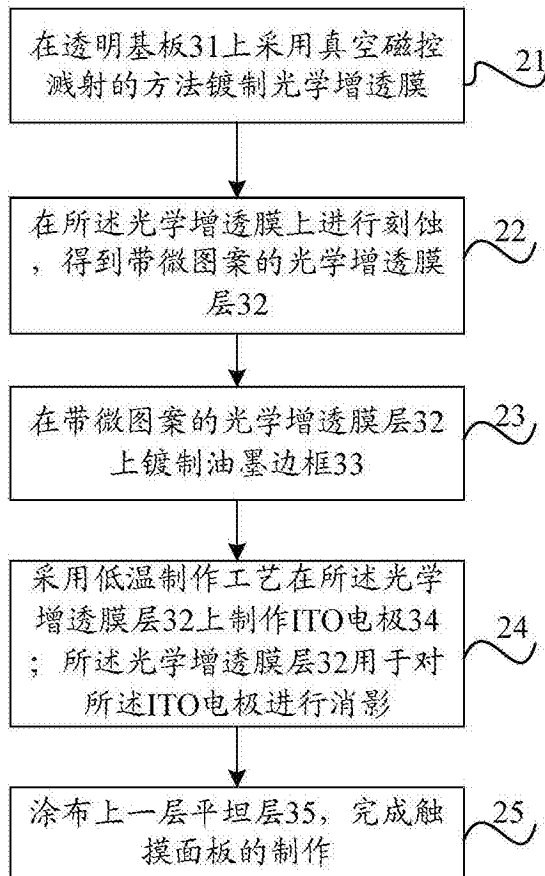 在透明基板31上采用真空磁控
溅射的方法镀制光学增透膜
21
在所述光学增透膜上进行刻蚀
，得到带微图案的光学增透膜
层32
22
在带微图案的光学增透膜层32
上镀制油墨边框33
23
采用低温制作工艺在所述光学
增透膜层32上制作ITO电极34
；所述光学增透膜层32用于对
所述ITO电极进行消影
24
涂布上一层平坦层35，完成触
摸面板的制作
25